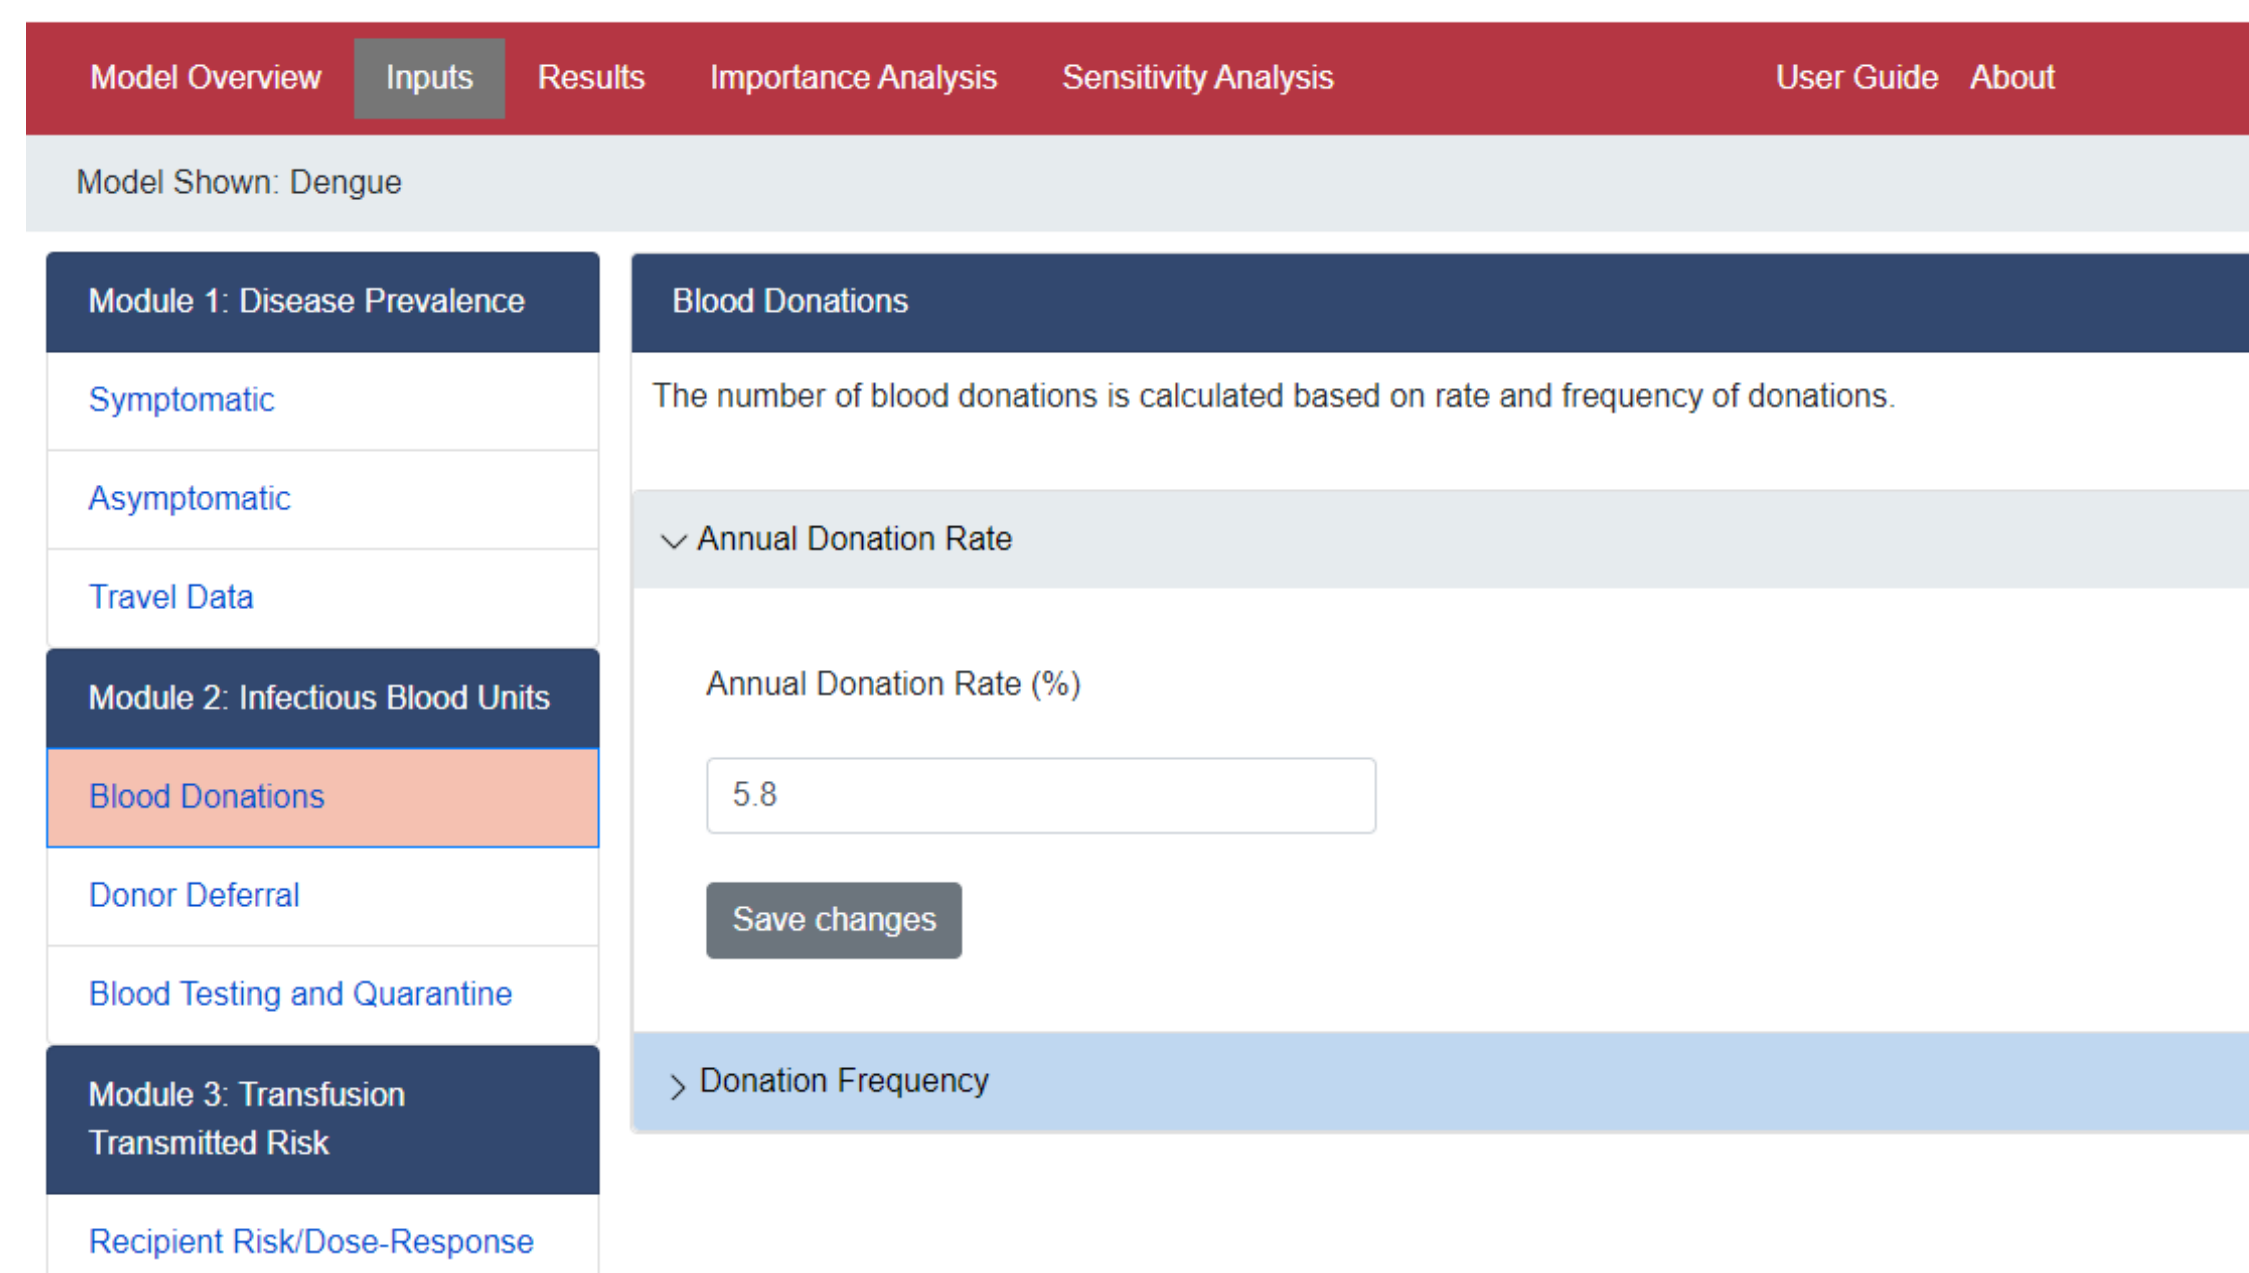 Model Overview Inputs Results Importance Analysis Sensitivity Analysis User Guide About
Model Shown: Dengue
Module 1: Disease Prevalence
Symptomatic
Asymptomatic
Travel Data
Module 2: Infectious Blood Units
Blood Donations
Donor Deferral
Blood Testing and Quarantine
Module 3: Transfusion
Transmitted Risk
Recipient Risk/Dose-Response
Blood Donations
The number of blood donations is calculated based on rate and frequency of donations.
Annual Donation Rate
Annual Donation Rate (%)
5.8
Save changes
Donation Frequency